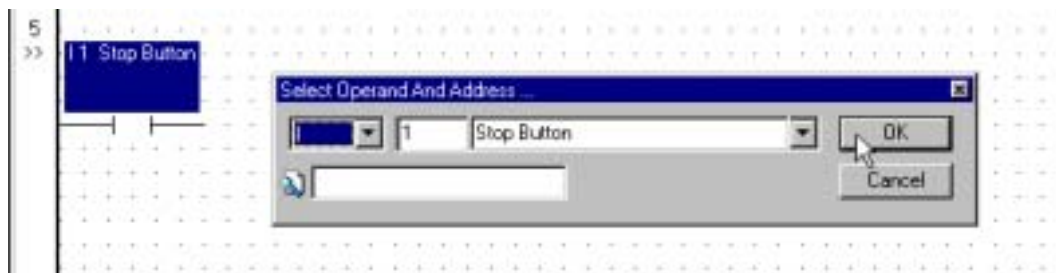 5
>>
I 1 Stop Button
Select Operand And Address ...
I 1 Stop Button OK
Cancel